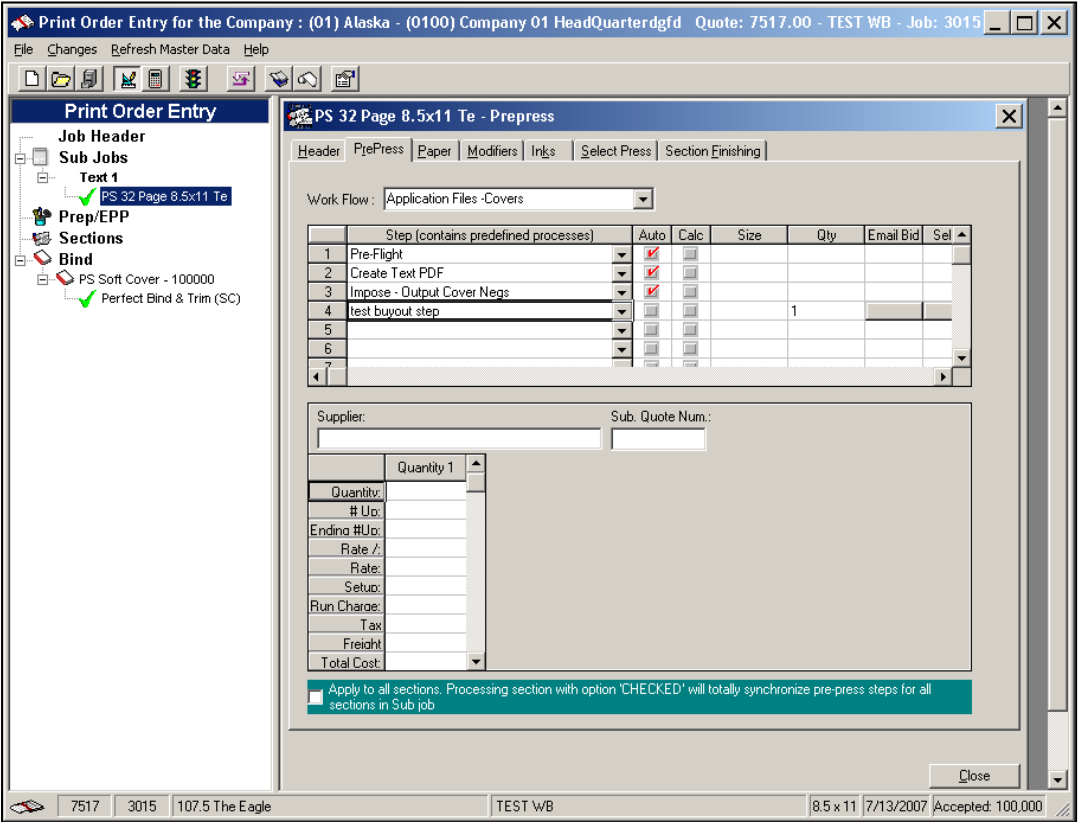 Print Order Entry for the Company : (01) Alaska - (0100) Company 01 HeadQuarterdgfd Quote: 7517.00 - TEST WB - Job: 3015
File Changes Refresh Master Data Help
Print Order Entry
Job Header
Sub Jobs
Text 1
PS 32 Page 8.5x11 Te
Prep/EPP
Sections
Bind
PS Soft Cover - 100000
Perfect Bind & Trim (SC)
PS 32 Page 8.5x11 Te - Prepress
Header PrePress Paper Modifiers Inks Select Press Section Finishing
Work Flow : Application Files -Covers
Step (contains predefined processes) Auto Calc Size Qty Email Bid Sel
1 Pre-Flight
2 Create Text PDF
3 Impose - Output Cover Negs
4 test buyout step 1
5
6
7
Supplier: Sub. Quote Num.:
Quantity 1
Quantity:
# Up:
Ending #Up:
Rate /:
Rate:
Setup:
Run Charge:
Tax
Freight
Total Cost:
Apply to all sections. Processing section with option 'CHECKED' will totally synchronize pre-press steps for all
sections in Sub job
Close
7517 3015 107.5 The Eagle TEST WB 8.5 x 11 7/13/2007 Accepted: 100,000